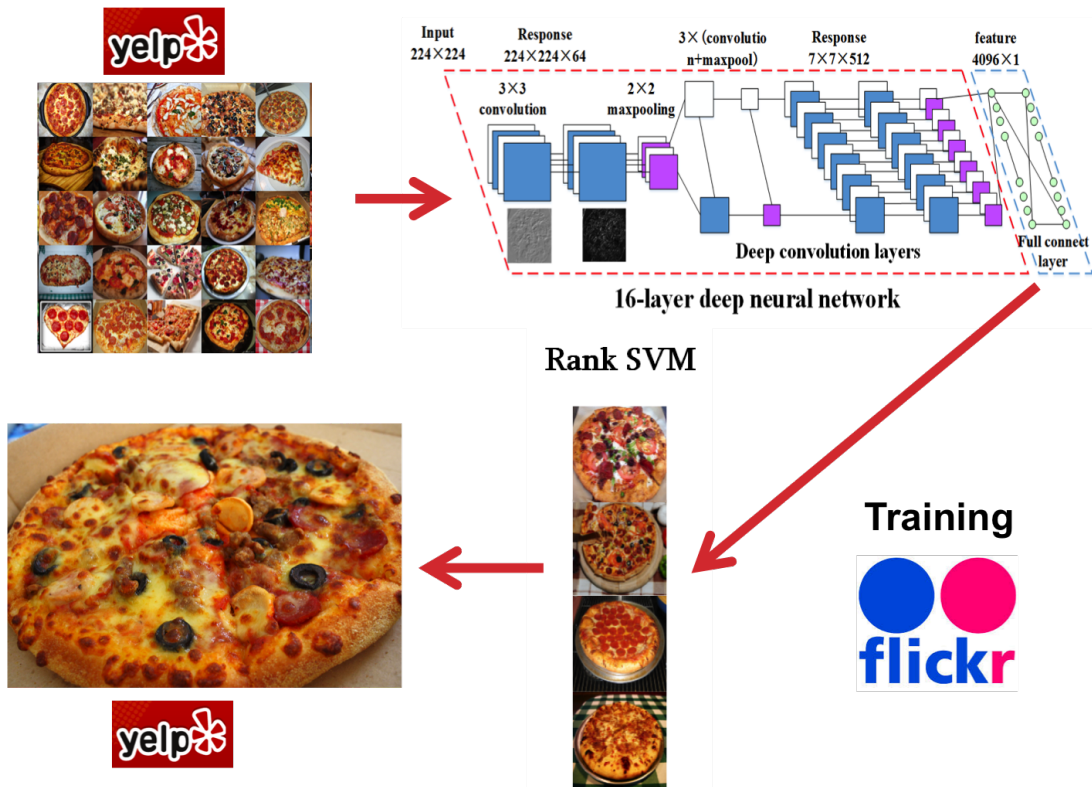 yelp
Input
224×224
Response
224×224×64
3×(convolutio
n+maxpool)
Response
7×7×512
feature
4096×1
3×3
convolution
2×2
maxpooling
Deep convolution layers
Full connect
layer
16-layer deep neural network
Rank SVM
Training
flickr
yelp